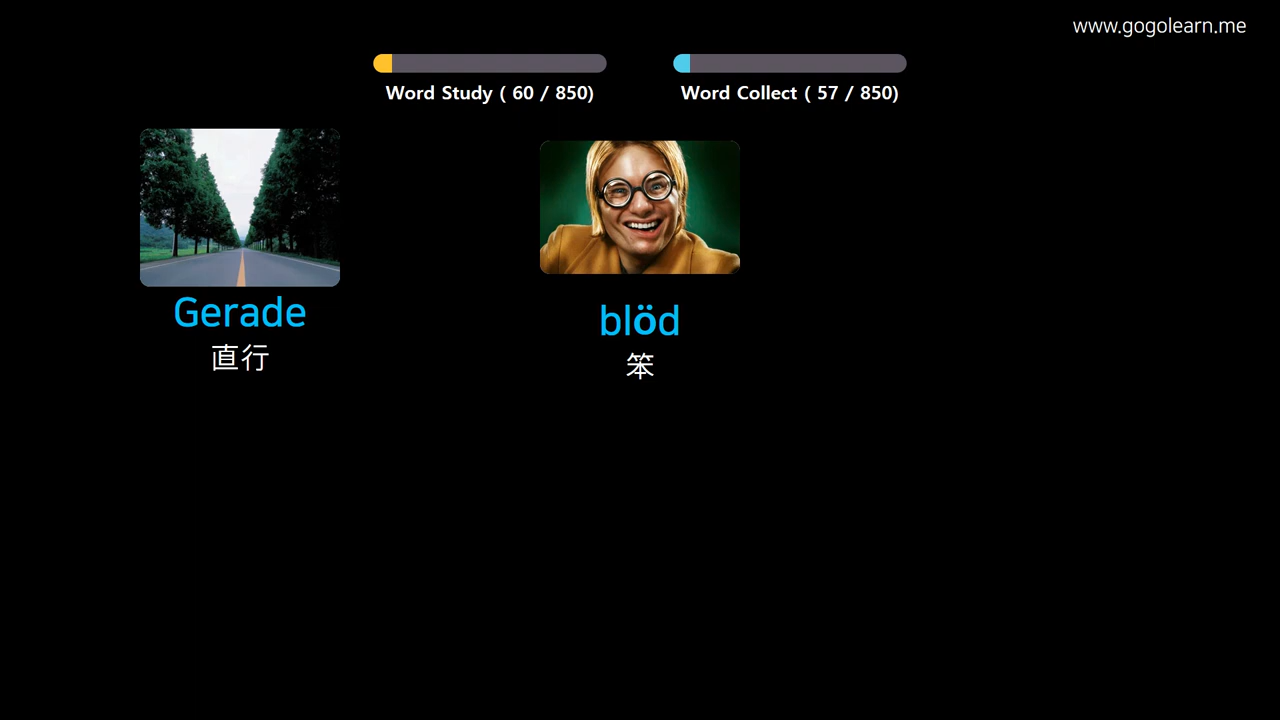 www.gogolearn.me
Word Study ( 60 / 850)
Word Collect ( 57 / 850)
Gerade
直行
blöd
笨